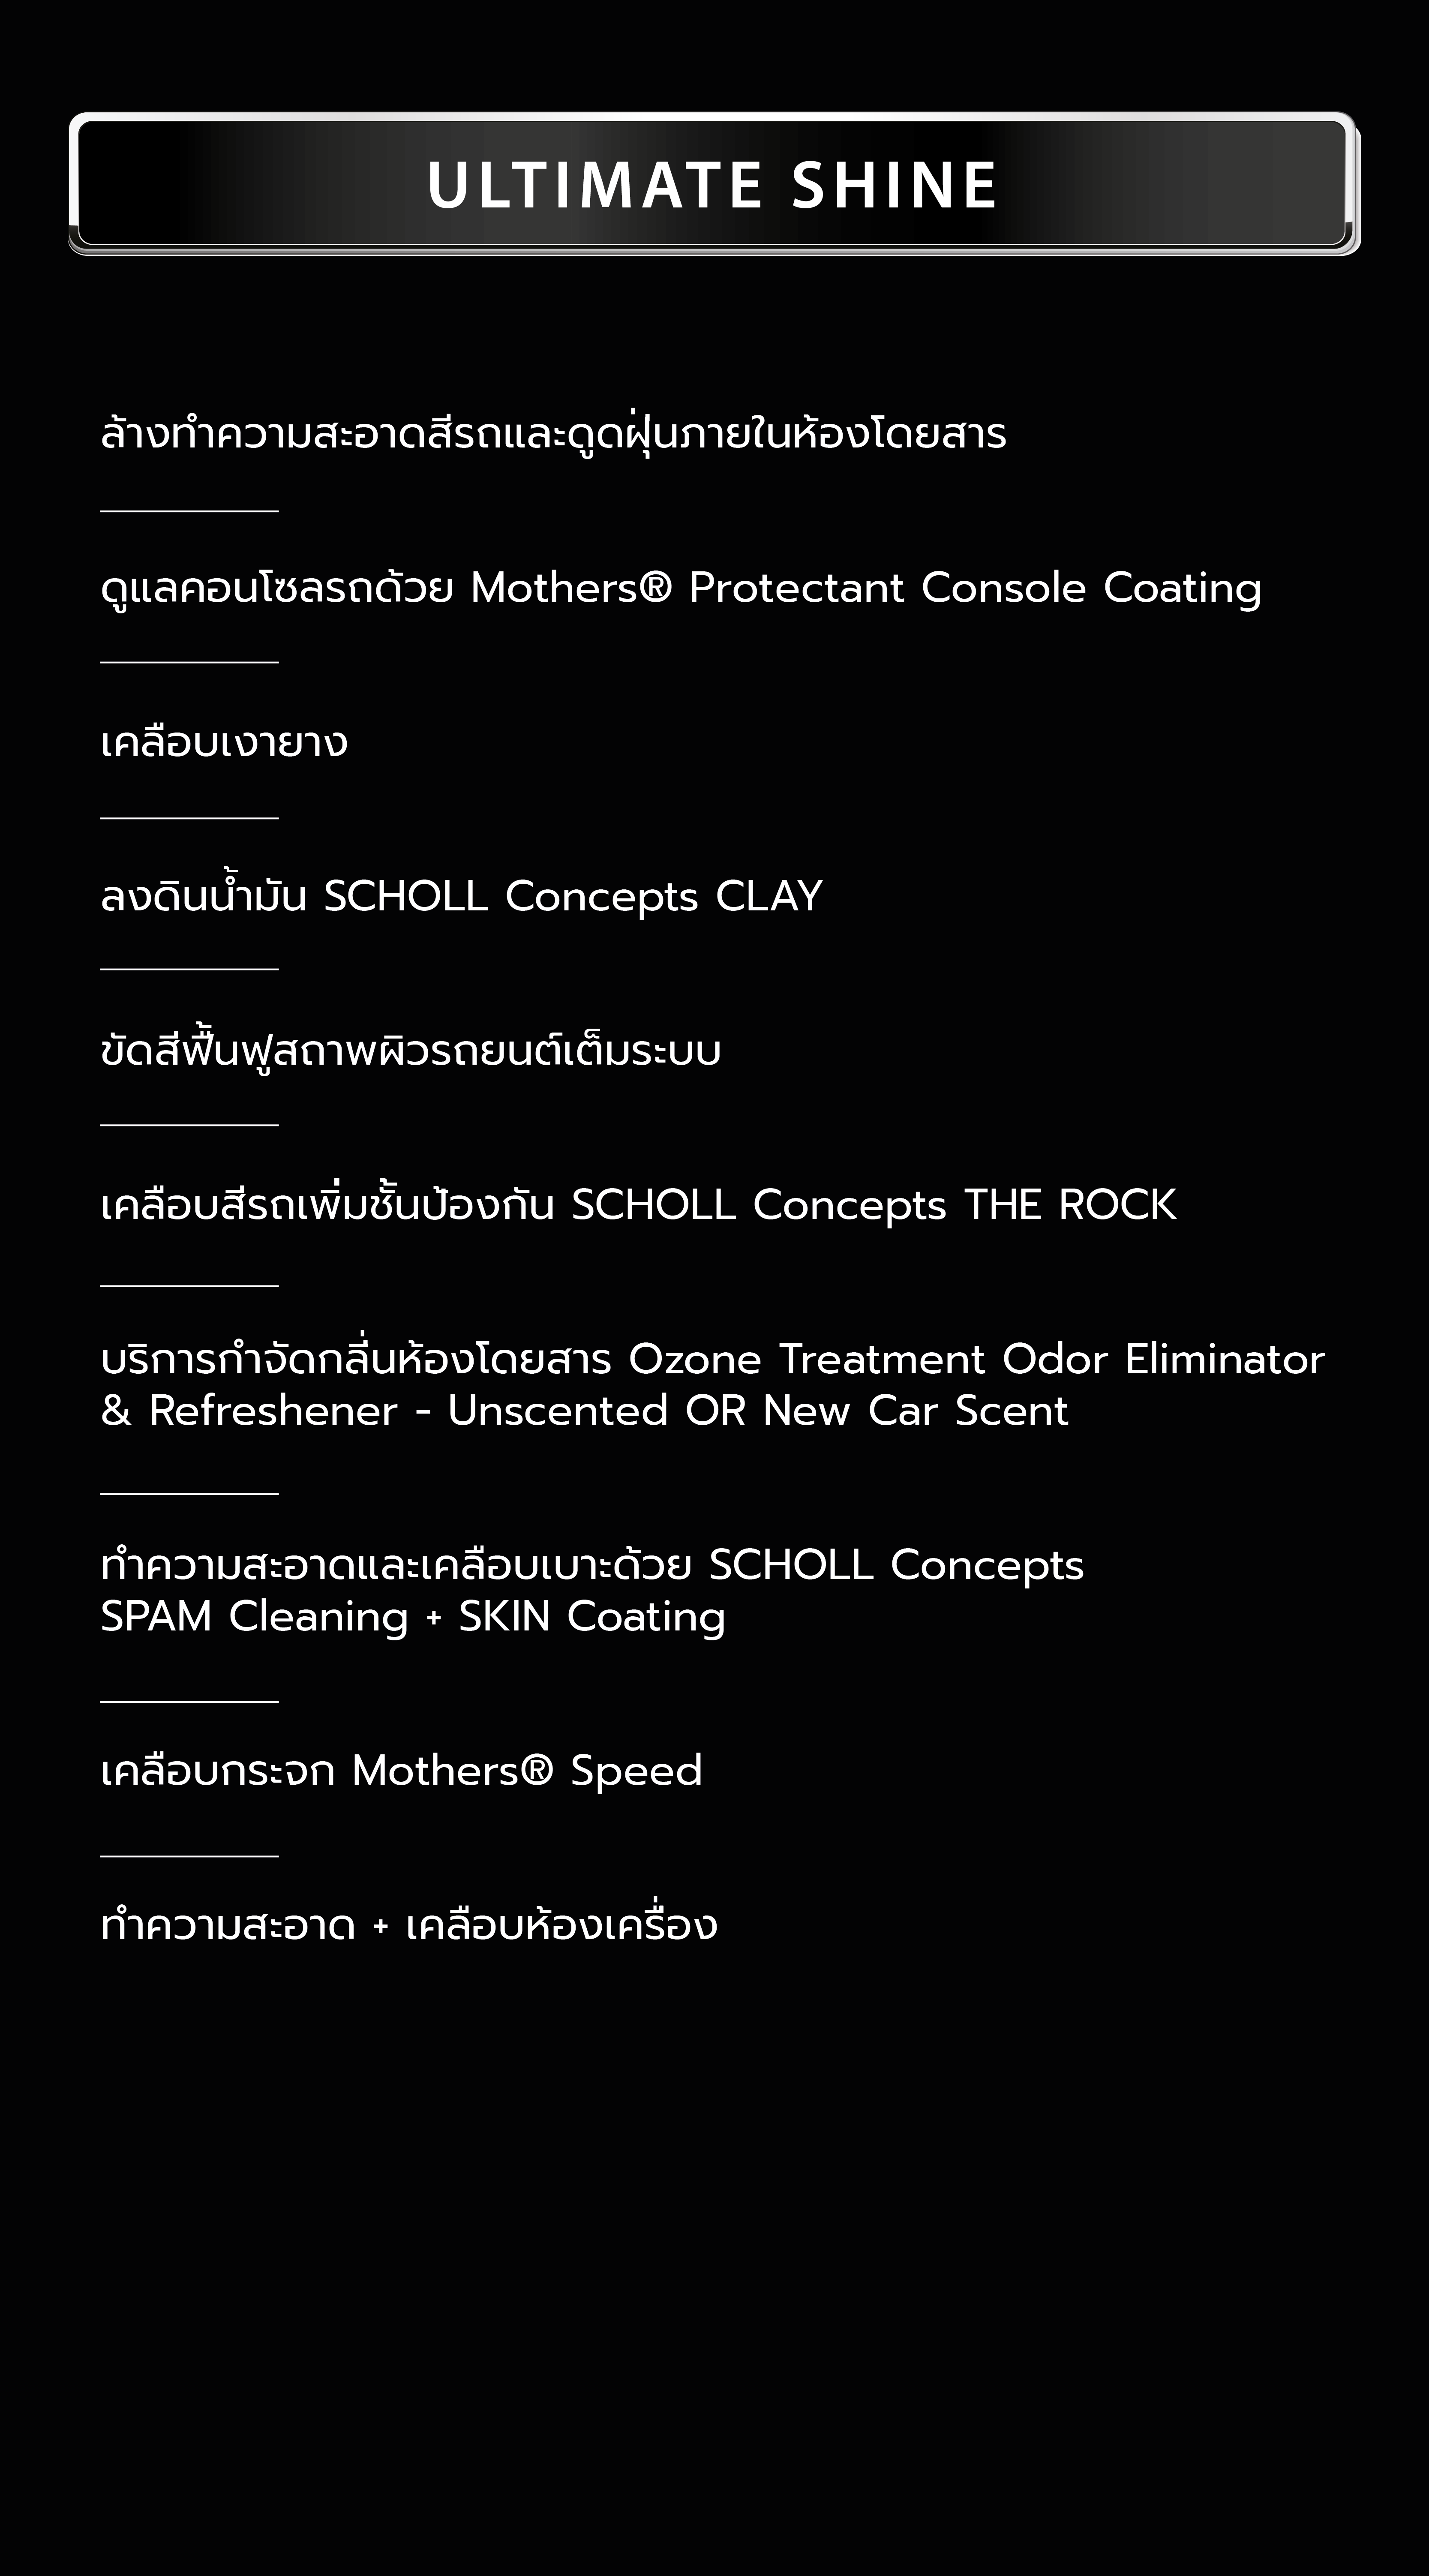 ULTIMATE SHINE
ล้างทำความสะอาดสีรถและดูดฝุ่นภายในห้องโดยสาร
ดูแลคอนโซลรถด้วย Mothers® Protectant Console Coating
เคลือบเงายาง
ลงดินน้ำมัน SCHOLL Concepts CLAY
ขัดสีฟื้นฟูสถาพผิวรถยนต์เต็มระบบ
เคลือบสีรถเพิ่มชั้นป้องกัน SCHOLL Concepts THE ROCK
บริการกำจัดกลิ่นห้องโดยสาร Ozone Treatment Odor Eliminator
& Refreshener - Unscented OR New Car Scent
ทำความสะอาดและเคลือบเบาะด้วย SCHOLL Concepts
SPAM Cleaning + SKIN Coating
เคลือบกระจก Mothers® Speed
ทำความสะอาด + เคลือบห้องเครื่อง